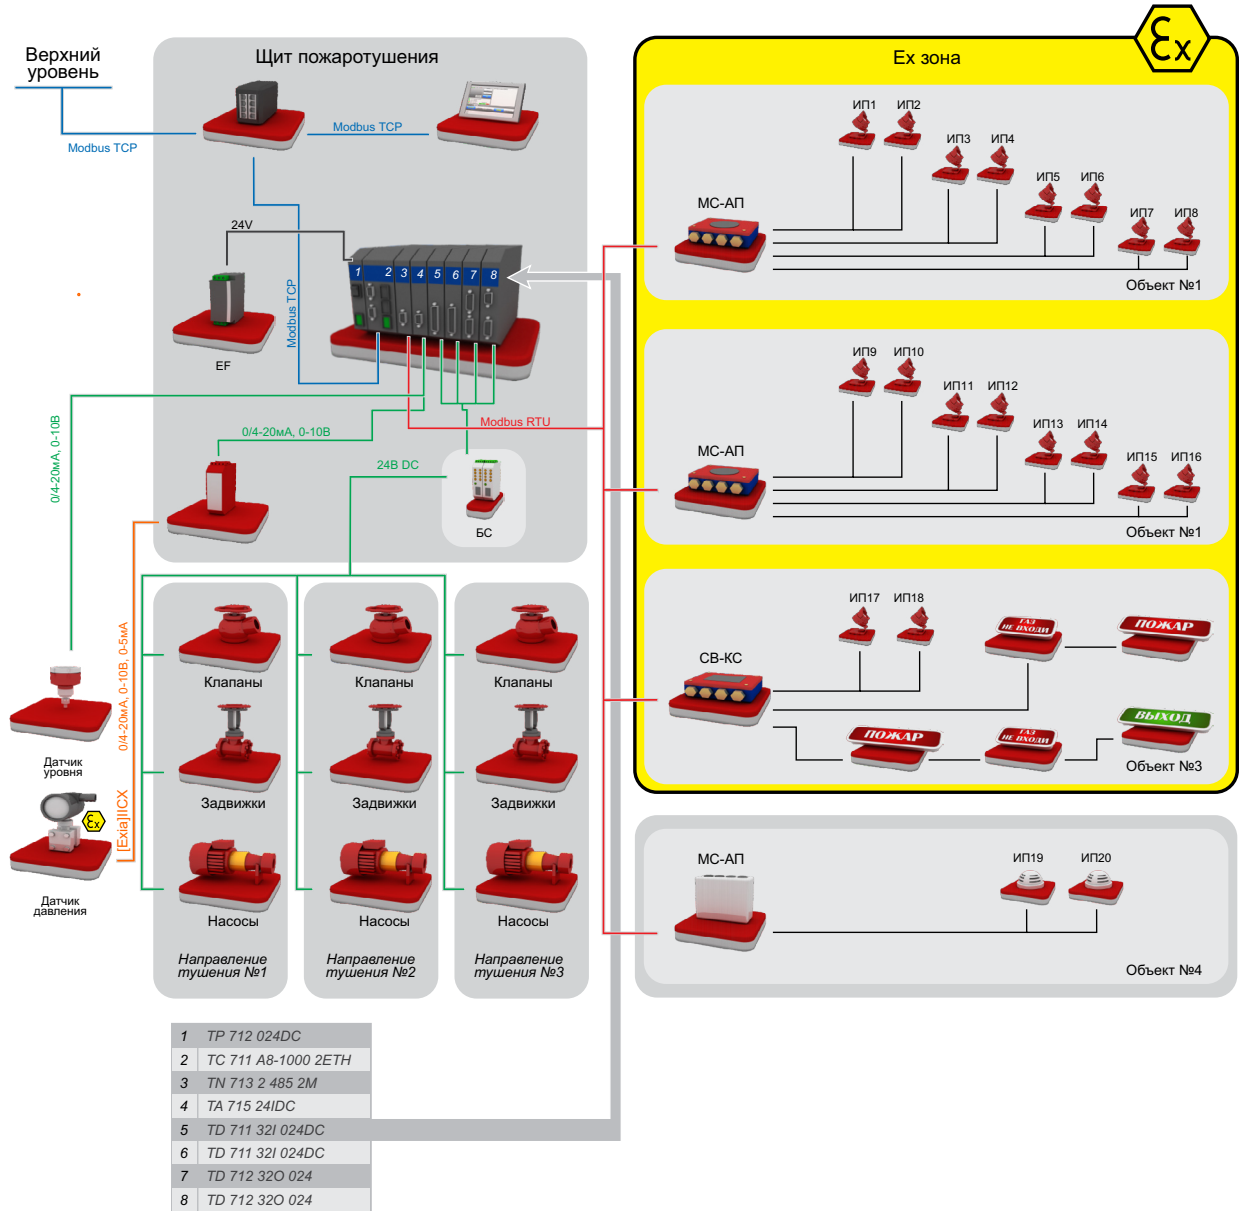 Верхний
уровень
Modbus TCP
Щит пожаротушения
Modbus TCP
24V
1 2 3 4 5 6 7 8
Modbus TCP
EF
0/4-20мА, 0-10В
0/4-20мА, 0-10В
Modbus RTU
24В DC
БС
0/4-20мА, 0-10В, 0-5мА
[Exia]IICX
Датчик
уровня
Ex
Датчик
давления
Клапаны
Задвижки
Насосы
Направление
тушения №1
Клапаны
Задвижки
Насосы
Направление
тушения №2
Клапаны
Задвижки
Насосы
Направление
тушения №3
Ex зона
Ex
МС-АП
ИП1 ИП2
ИП3 ИП4
ИП5 ИП6
ИП7 ИП8
Объект №1
МС-АП
ИП9 ИП10
ИП11 ИП12
ИП13 ИП14
ИП15 ИП16
Объект №1
СВ-КС
ИП17 ИП18
ГАЗ
НЕ ВХОДИ
ПОЖАР
ПОЖАР
ГАЗ
НЕ ВХОДИ
ВЫХОД
Объект №3
МС-АП
ИП19 ИП20
Объект №4
1 TP 712 024DC
2 TC 711 A8-1000 2ETH
3 TN 713 2 485 2M
4 TA 715 24IDC
5 TD 711 32I 024DC
6 TD 711 32I 024DC
7 TD 712 32O 024
8 TD 712 32O 024